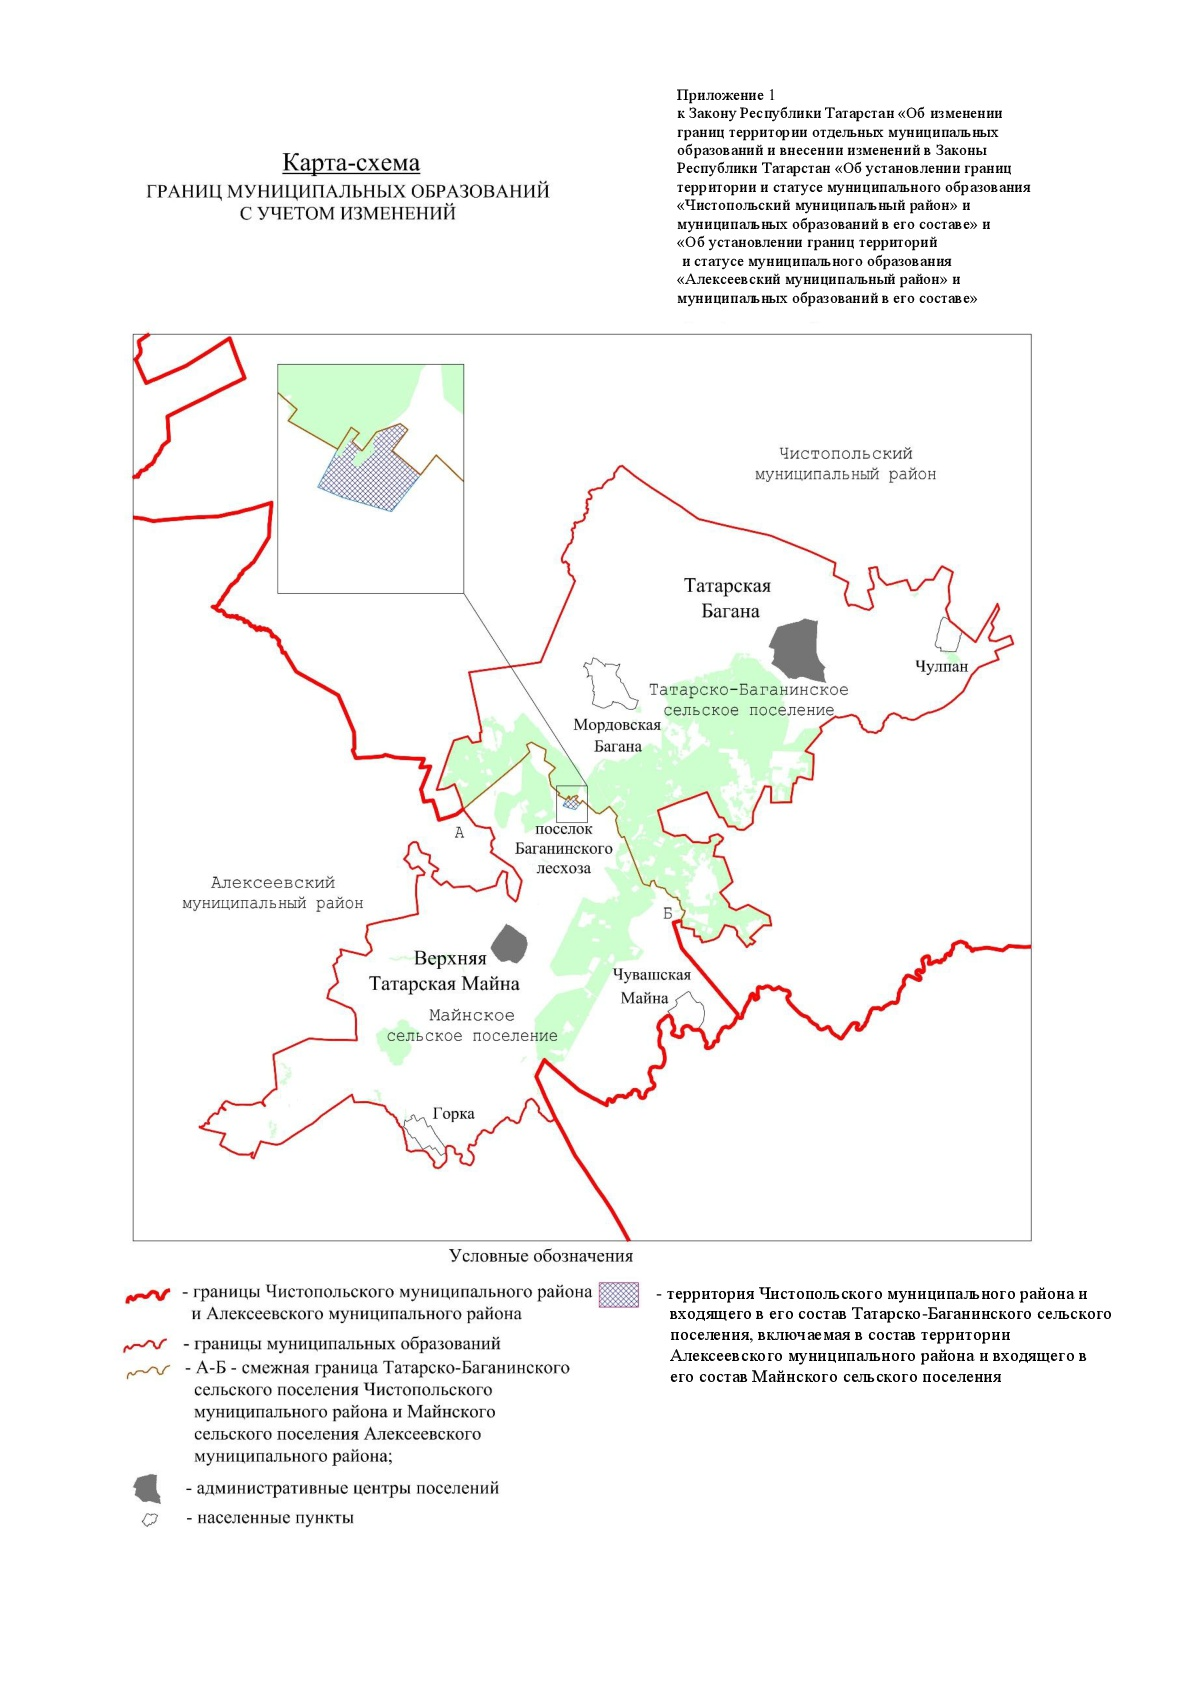 Приложение 1
к Закону Республики Татарстан «Об изменении
границ территории отдельных муниципальных
образований и внесении изменений в Законы
Республики Татарстан «Об установлении границ
территории и статусе муниципального образования
«Чистопольский муниципальный район» и
муниципальных образований в его составе» и
«Об установлении границ территорий
и статусе муниципального образования
«Алексеевский муниципальный район» и
муниципальных образований в его составе»
Карта-схема
ГРАНИЦ МУНИЦИПАЛЬНЫХ ОБРАЗОВАНИЙ
С УЧЕТОМ ИЗМЕНЕНИЙ
Чистопольский
муниципальный район
Татарская
Багана
Чулпан
Татарско-Баганинское
сельское поселение
Мордовская
Багана
А
поселок
Баганинского
лесхоза
Алексеевский
муниципальный район
Б
Верхняя
Татарская Майна
Чувашская
Майна
Майнское
сельское поселение
Горка
Условные обозначения
- границы Чистопольского муниципального района
и Алексеевского муниципального района
- границы муниципальных образований
- А-Б - смежная граница Татарско-Баганинского
сельского поселения Чистопольского
муниципального района и Майнского
сельского поселения Алексеевского
муниципального района;
- административные центры поселений
- населенные пункты
- территория Чистопольского муниципального района и
входящего в его состав Татарско-Баганинского сельского
поселения, включаемая в состав территории
Алексеевского муниципального района и входящего в
его состав Майнского сельского поселения